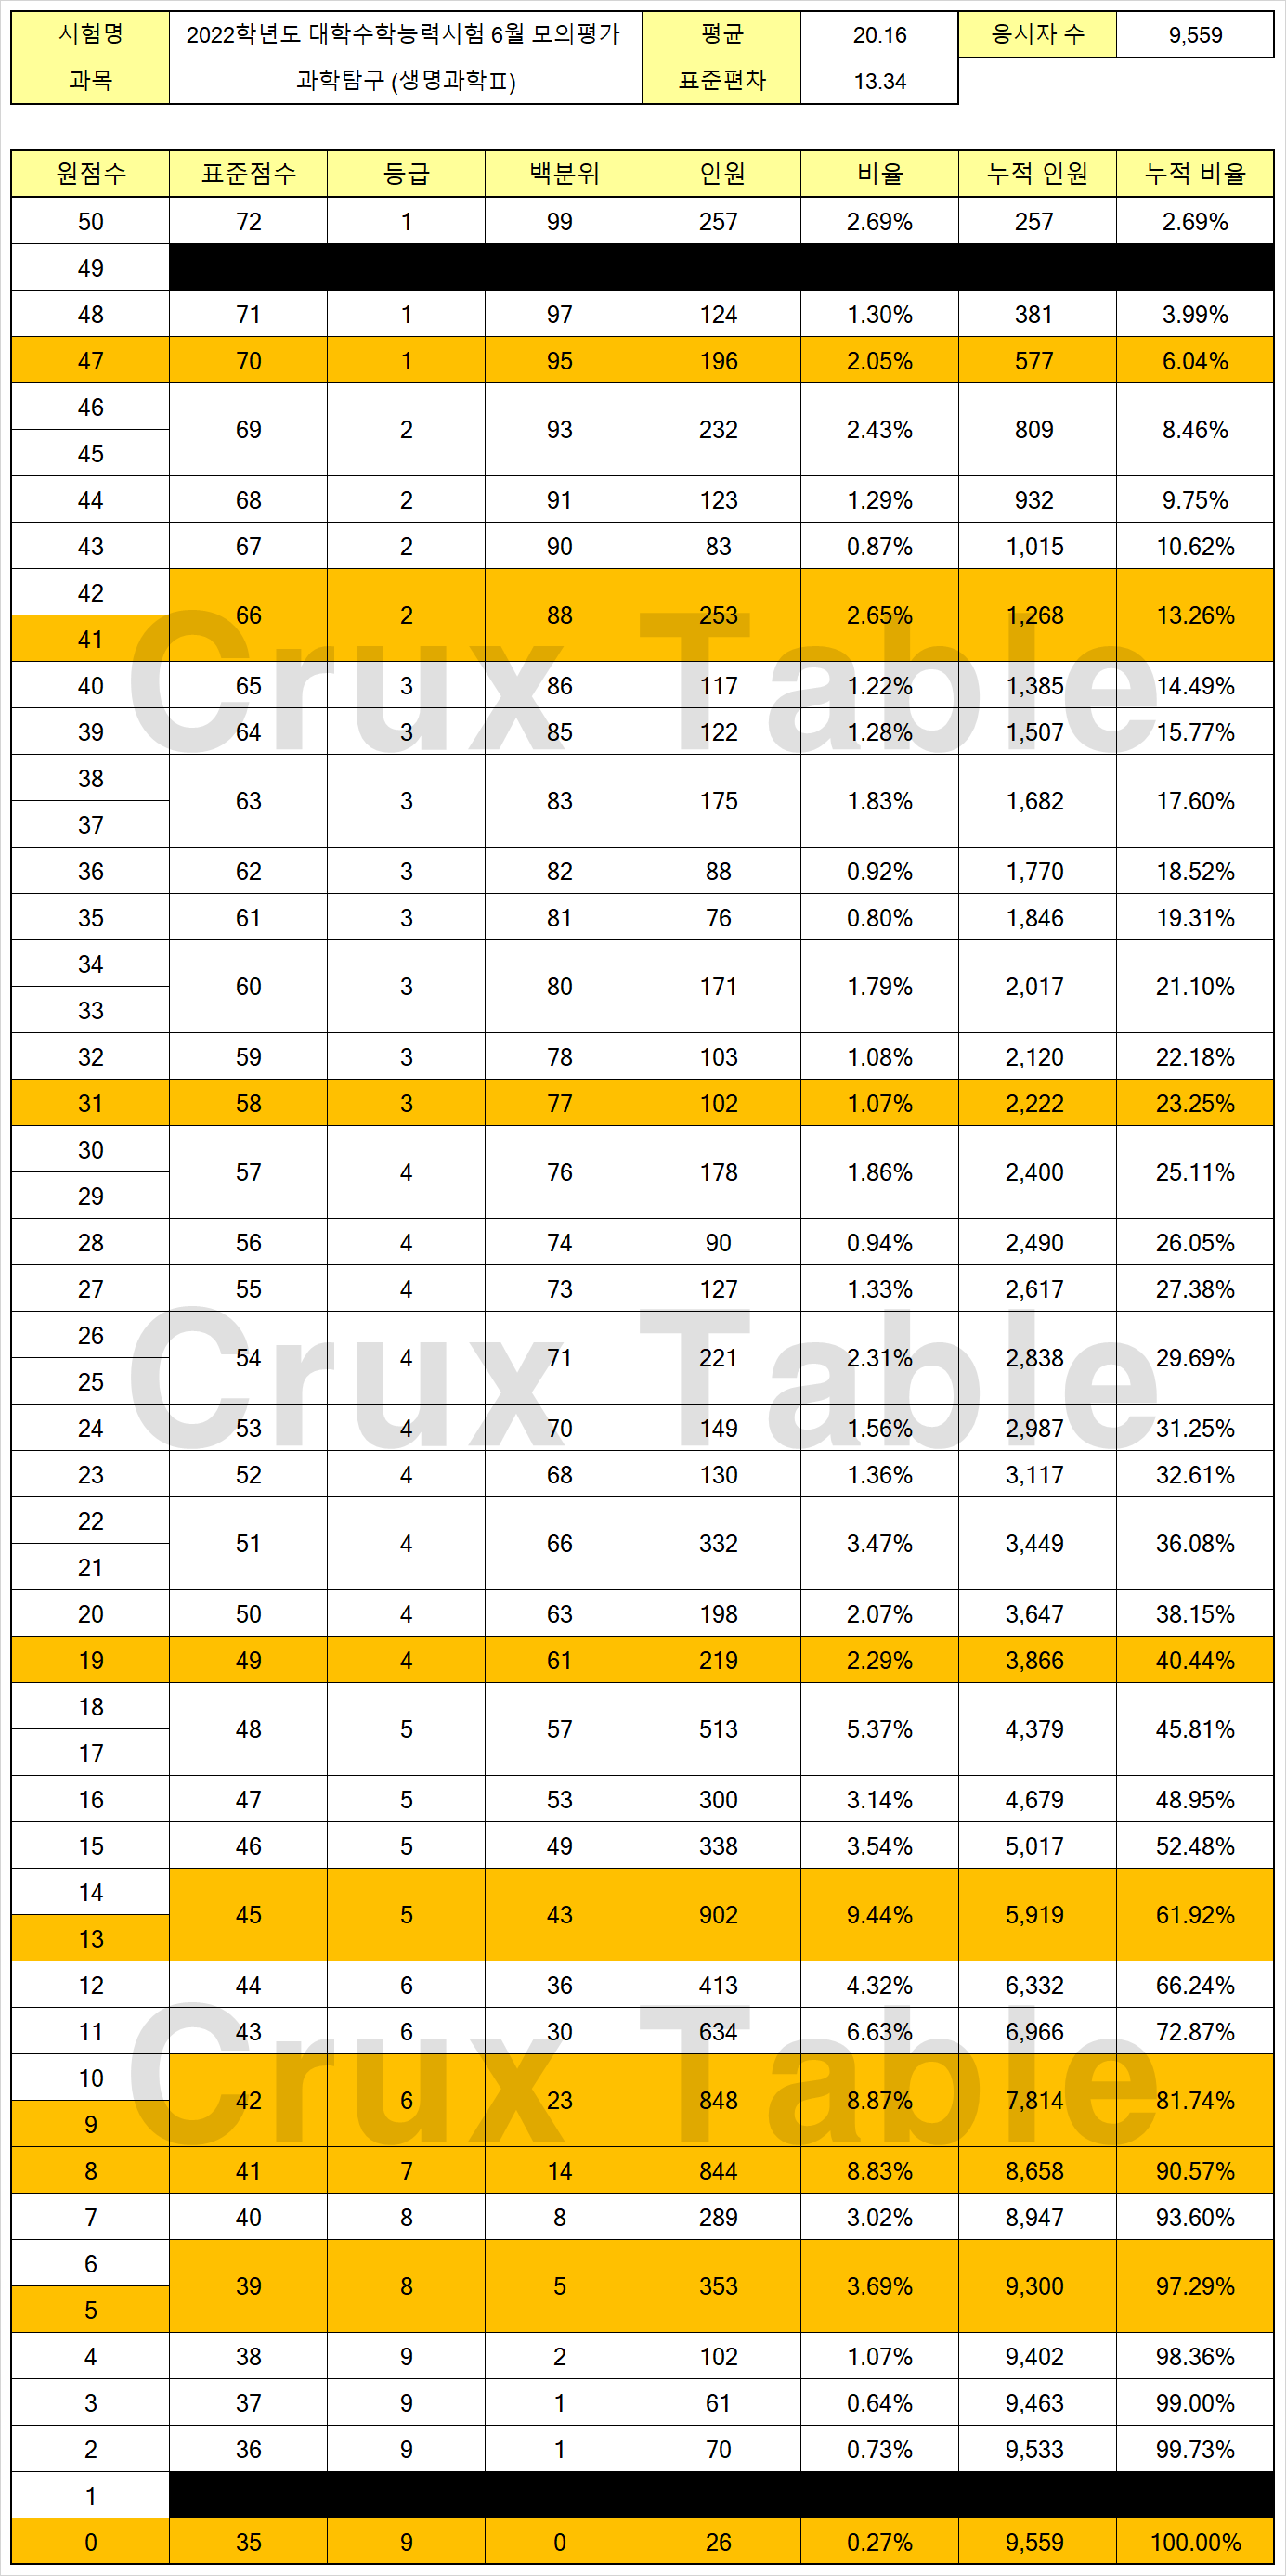 시험명 2022학년도 대학수학능력시험 6월 모의평가 평균 20.16 응시자 수 9,559
과목 과학탐구 (생명과학Ⅱ) 표준편차 13.34
원점수 표준점수 등급 백분위 인원 비율 누적 인원 누적 비율
50 72 1 99 257 2.69% 257 2.69%
49
48 71 1 97 124 1.30% 381 3.99%
47 70 1 95 196 2.05% 577 6.04%
46
69 2 93 232 2.43% 809 8.46%
45
44 68 2 91 123 1.29% 932 9.75%
43 67 2 90 83 0.87% 1,015 10.62%
42
66 2 88 253 2.65% 1,268 13.26%
41
Crux Table
40 65 3 86 117 1.22% 1,385 14.49%
39 64 3 85 122 1.28% 1,507 15.77%
38
63 3 83 175 1.83% 1,682 17.60%
37
36 62 3 82 88 0.92% 1,770 18.52%
35 61 3 81 76 0.80% 1,846 19.31%
34
60 3 80 171 1.79% 2,017 21.10%
33
32 59 3 78 103 1.08% 2,120 22.18%
31 58 3 77 102 1.07% 2,222 23.25%
30
57 4 76 178 1.86% 2,400 25.11%
29
28 56 4 74 90 0.94% 2,490 26.05%
27 55 4 73 127 1.33% 2,617 27.38%
26
54 4 71 221 2.31% 2,838 29.69%
25
Crux Table
24 53 4 70 149 1.56% 2,987 31.25%
23 52 4 68 130 1.36% 3,117 32.61%
22
51 4 66 332 3.47% 3,449 36.08%
21
20 50 4 63 198 2.07% 3,647 38.15%
19 49 4 61 219 2.29% 3,866 40.44%
18
48 5 57 513 5.37% 4,379 45.81%
17
16 47 5 53 300 3.14% 4,679 48.95%
15 46 5 49 338 3.54% 5,017 52.48%
14
45 5 43 902 9.44% 5,919 61.92%
13
12 44 6 36 413 4.32% 6,332 66.24%
11 43 6 30 634 6.63% 6,966 72.87%
Crux Table
10
42 6 23 848 8.87% 7,814 81.74%
9
8 41 7 14 844 8.83% 8,658 90.57%
7 40 8 8 289 3.02% 8,947 93.60%
6
39 8 5 353 3.69% 9,300 97.29%
5
4 38 9 2 102 1.07% 9,402 98.36%
3 37 9 1 61 0.64% 9,463 99.00%
2 36 9 1 70 0.73% 9,533 99.73%
1
0 35 9 0 26 0.27% 9,559 100.00%